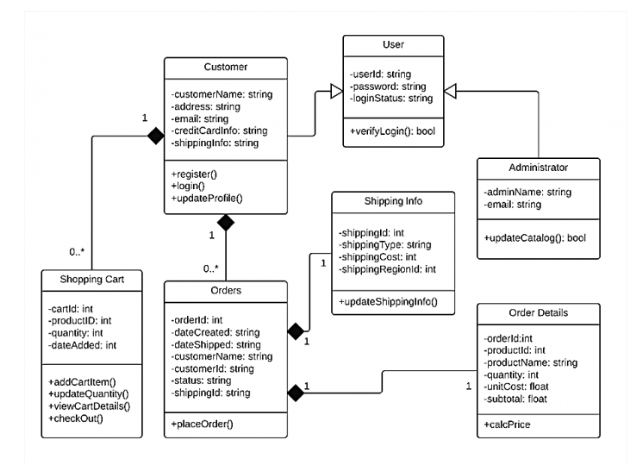 User
-userId: string
-password: string
-loginStatus: string
+verifyLogin(): bool
Customer
-customerName: string
-address: string
-email: string
-creditCardInfo: string
-shippingInfo: string
+register()
+login()
+updateProfile()
1
1
0..*
0..*
Administrator
-adminName: string
-email: string
+updateCatalog(): bool
Shipping Info
-shippingId: int
-shippingType: string
-shippingCost: int
-shippingRegionId: int
+updateShippingInfo()
1
1
Shopping Cart
-cartId: int
-productID: int
-quantity: int
-dateAdded: int
+addCartItem()
+updateQuantity()
+viewCartDetails()
+checkOut()
Orders
-orderId: int
-dateCreated: string
-dateShipped: string
-customerName: string
-customerId: string
-status: string
-shippingId: string
+placeOrder()
1
1
Order Details
-orderId:int
-productId: int
-productName: string
-quantity: int
-unitCost: float
-subtotal: float
+calcPrice